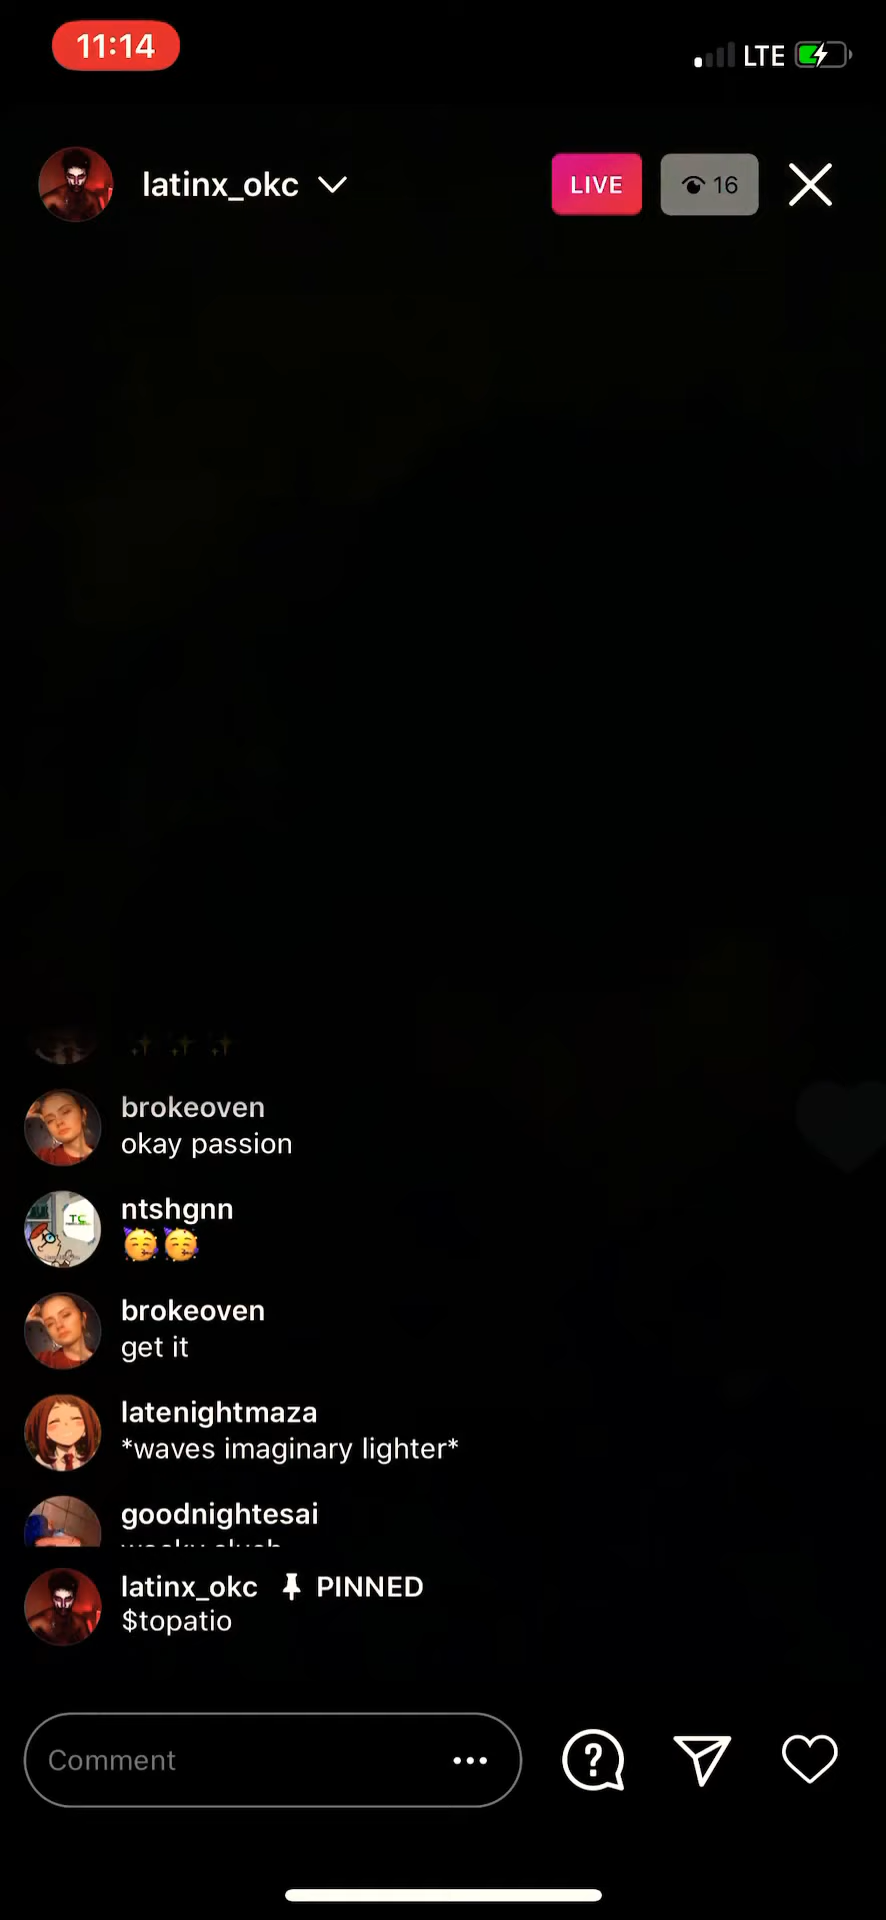 11:14
LTE
latinx_okc
LIVE
16
✨ ✨ ✨
brokeoven
okay passion
TC
ntshgnn
🥳🥳
brokeoven
get it
latenightmaza
*waves imaginary lighter*
goodnightesai
latinx_okc 📌 PINNED
$topatio
Comment